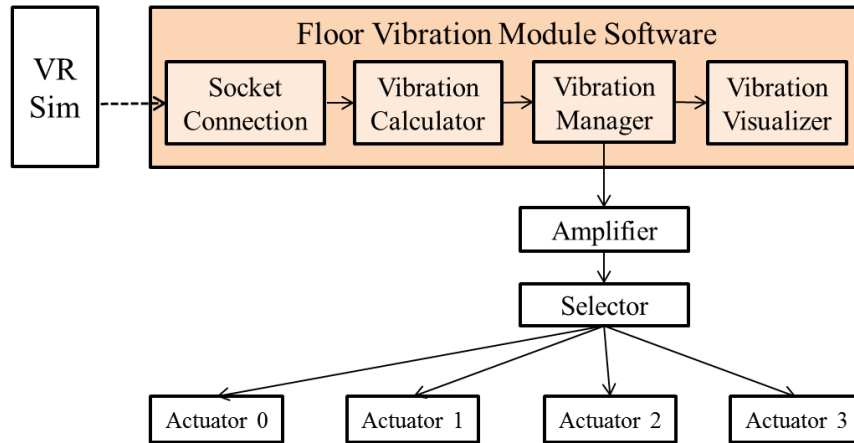 Floor Vibration Module Software
VR
Sim
Socket
Connection
Vibration
Calculator
Vibration
Manager
Vibration
Visualizer
Amplifier
Selector
Actuator 0
Actuator 1
Actuator 2
Actuator 3